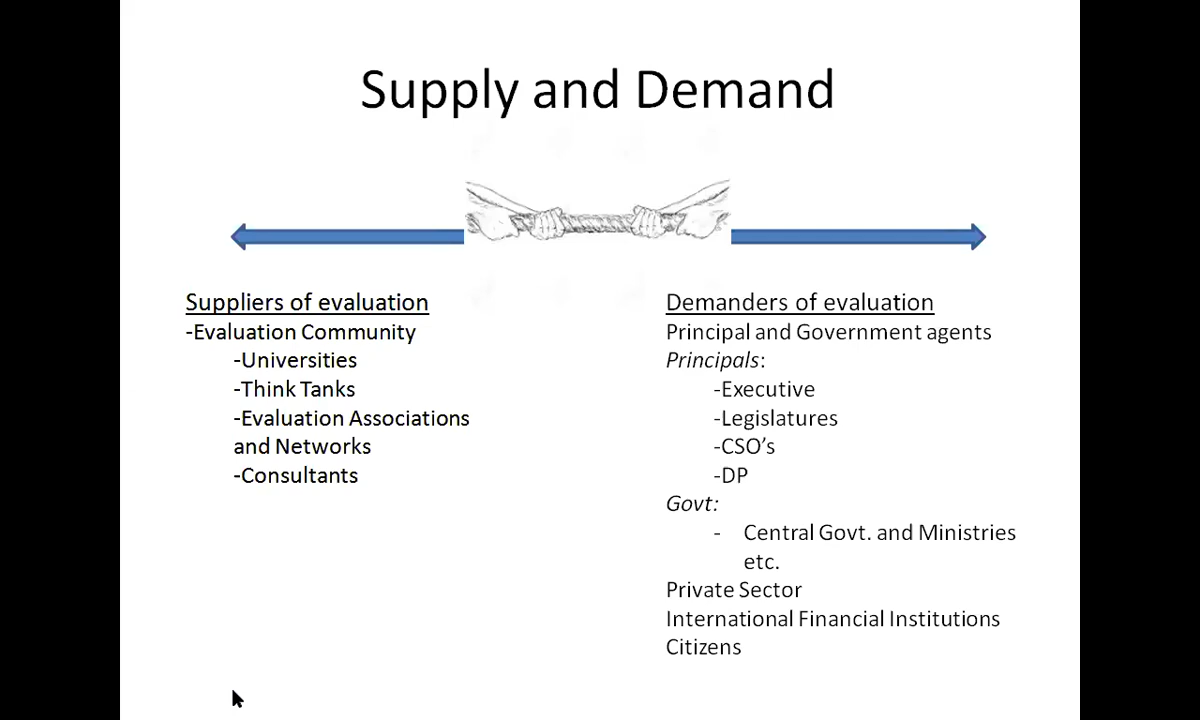 Supply and Demand
Suppliers of evaluation
-Evaluation Community
-Universities
-Think Tanks
-Evaluation Associations
and Networks
-Consultants
Demanders of evaluation
Principal and Government agents
Principals:
-Executive
-Legislatures
-CSO’s
-DP
Govt:
- Central Govt. and Ministries
etc.
Private Sector
International Financial Institutions
Citizens